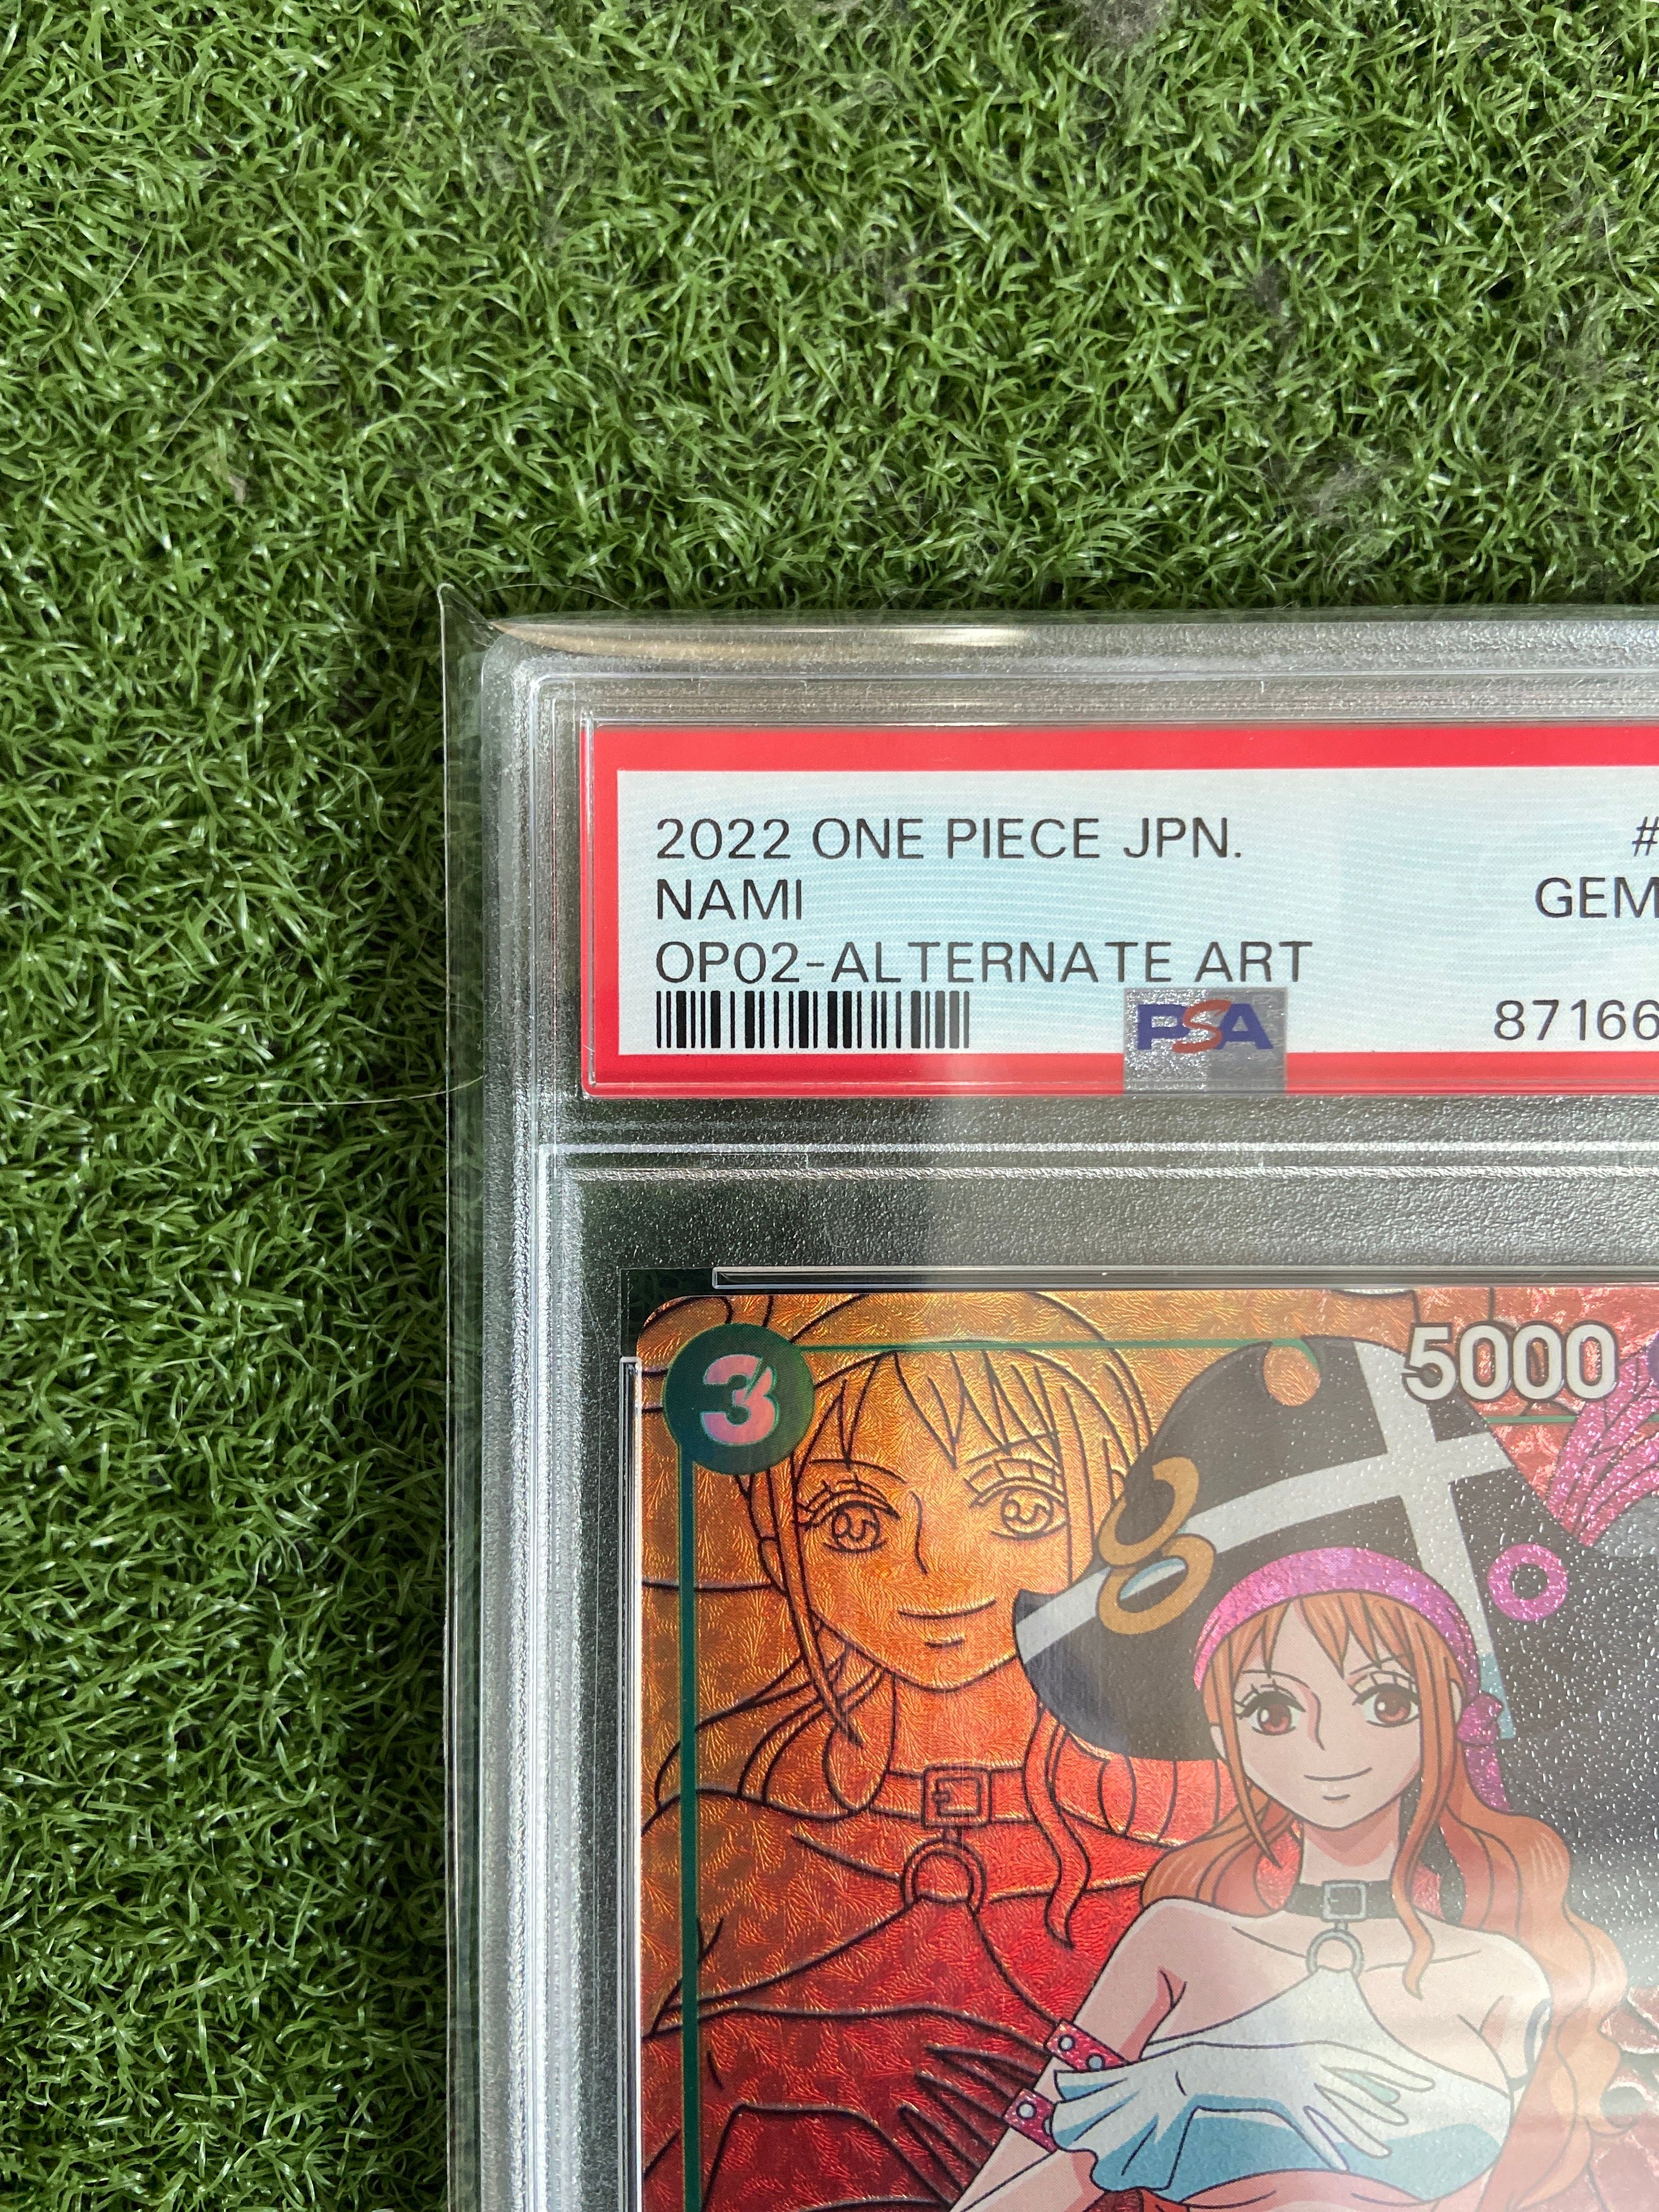 2022 ONE PIECE JPN. #
NAMI GEM
OP02-ALTERNATE ART
PSA 87166
3 5000